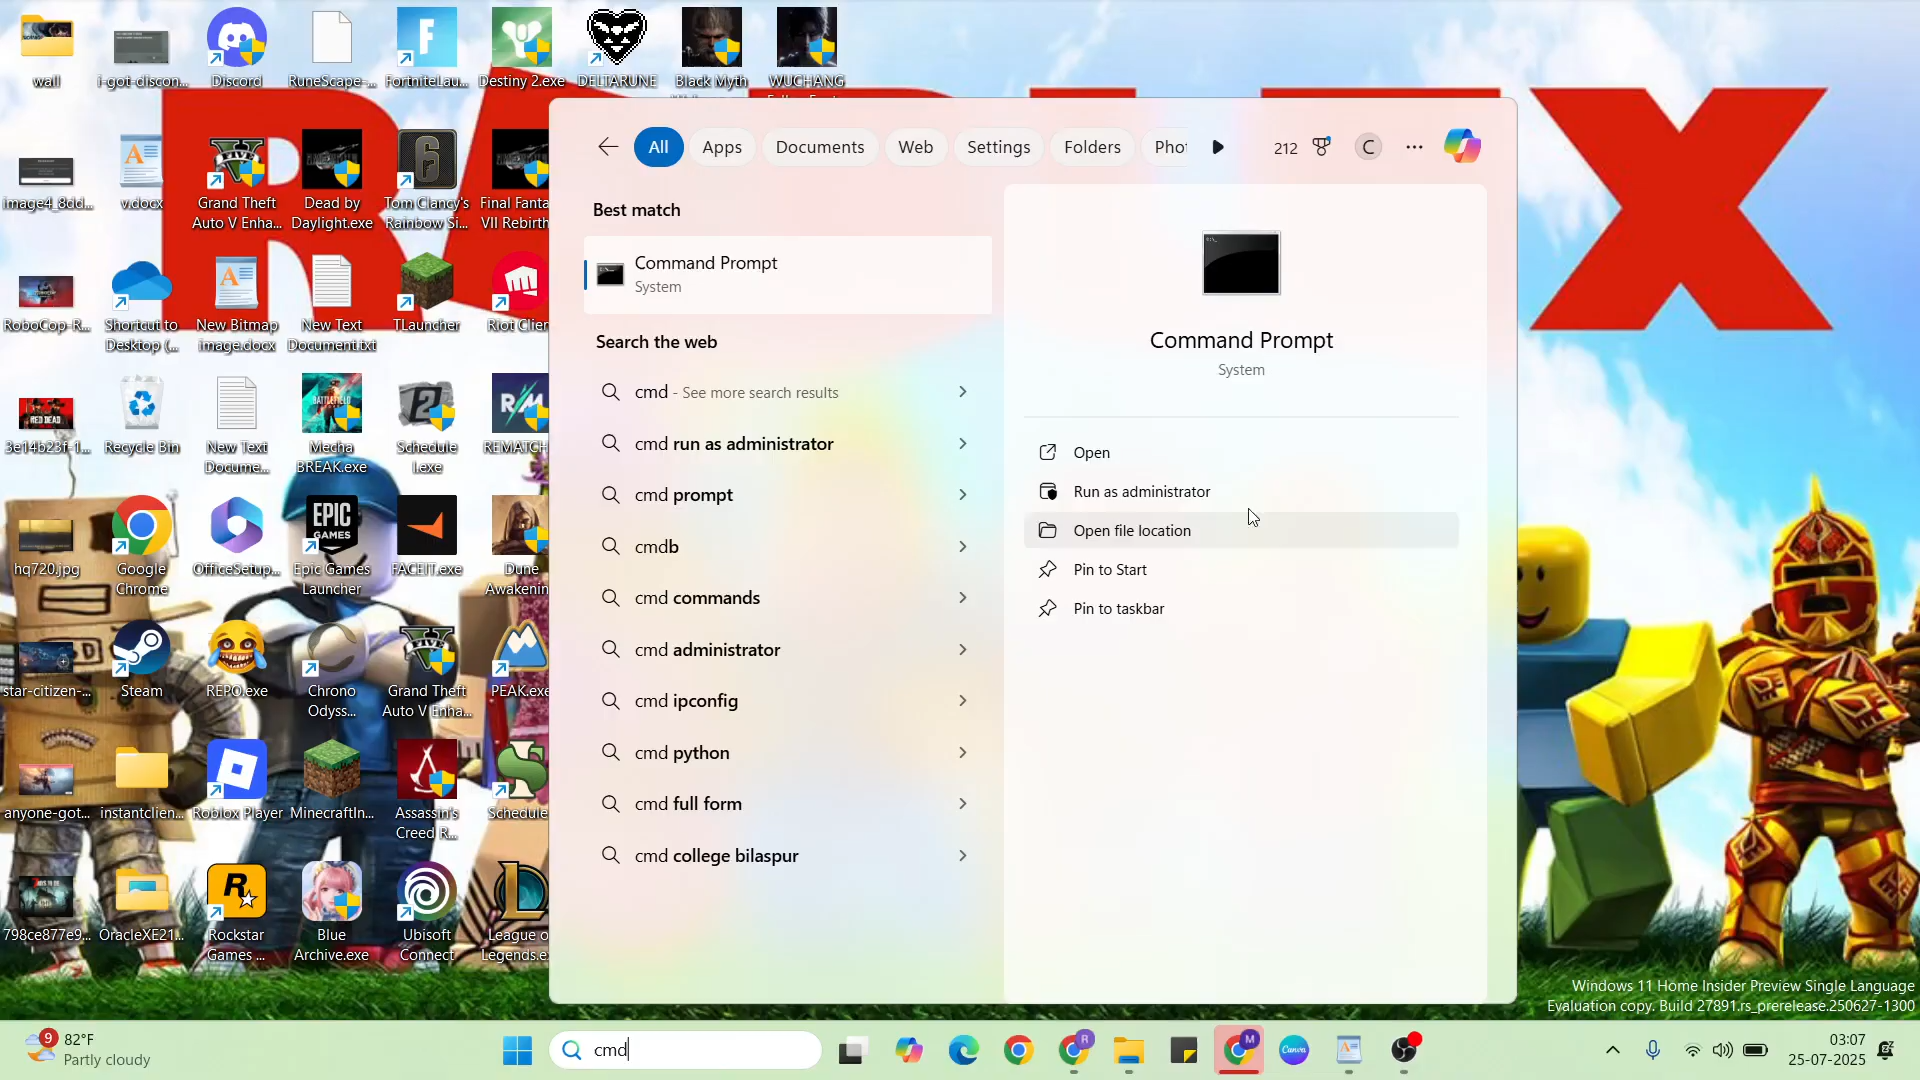 wall
i-got-discon...
Discord
RuneScape-...
FortniteLau...
Destiny 2.exe
DELTARUNE
Black Myth
WUCHANG
image4_8dd...
v.docx
Grand Theft
Auto V Enha...
Dead by
Daylight.exe
Tom Clancy's
Rainbow Si...
Final Fanta
VII Rebirth
RoboCop-R...
Shortcut to
Desktop (...
New Bitmap
image.docx
New Text
Document.txt
TLauncher
Riot Clien
3e14b23f-1...
Recycle Bin
New Text
Docume...
Mecha
BREAK.exe
Schedule
I.exe
REMATCH
hq720.jpg
Google
Chrome
OfficeSetup...
EPIC
GAMES
Epic Games
Launcher
FACEIT.exe
Dune
Awakenin
star-citizen-...
Steam
REPO.exe
Chrono
Odyss...
Grand Theft
Auto V Enha...
PEAK.exe
anyone-got...
instantclien...
Roblox Player
MinecraftIn...
Assassin's
Creed R...
Schedule
798ce877e9...
OracleXE21...
Rockstar
Games ...
Blue
Archive.exe
Ubisoft
Connect
League o
Legends.e
All
Apps
Documents
Web
Settings
Folders
Phot
212
C
Best match
Command Prompt
System
Search the web
cmd - See more search results
cmd run as administrator
cmd prompt
cmdb
cmd commands
cmd administrator
cmd ipconfig
cmd python
cmd full form
cmd college bilaspur
Command Prompt
System
Open
Run as administrator
Open file location
Pin to Start
Pin to taskbar
X
Windows 11 Home Insider Preview Single Language
Evaluation copy. Build 27891.rs_prerelease.250627-1300
9
82°F
Partly cloudy
cmd
R
M
Canva
03:07
25-07-2025